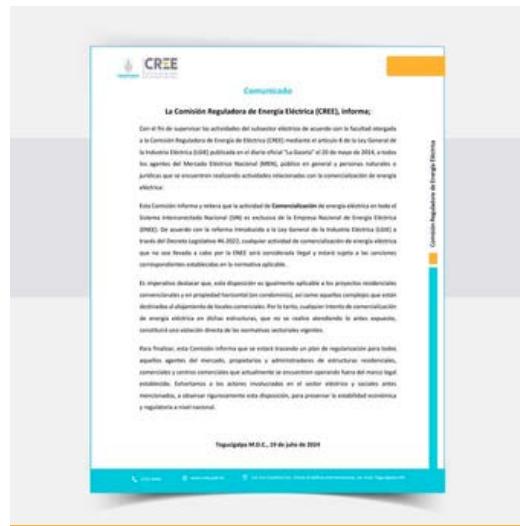 CREE
Comunicado
La Comisión Reguladora de Energía Eléctrica (CREE), informa;
Con el fin de supervisar las actividades del subsector eléctrico de acuerdo con la facultad otorgada
a la Comisión Reguladora de Energía de Eléctrica (CREE) mediante el artículo 8 de la Ley General de
la Industria Eléctrica (LGIE) publicada en el diario oficial "La Gaceta" el 20 de mayo de 2014, a todos
los agentes del Mercado Eléctrico Nacional (MEN), público en general y personas naturales o
jurídicas que se encuentren realizando actividades relacionadas con la comercialización de energía
eléctrica:
Esta Comisión informa y reitera que la actividad de Comercialización de energía eléctrica en todo el
Sistema Interconectado Nacional (SIN) es exclusiva de la Empresa Nacional de Energía Eléctrica
(ENEE). De acuerdo con la reforma introducida a la Ley General de la Industria Eléctrica (LGIE) a
través del Decreto Legislativo 46-2022, cualquier actividad de comercialización de energía eléctrica
que no sea llevada a cabo por la ENEE será considerada ilegal y estará sujeta a las sanciones
correspondientes establecidas en la normativa aplicable.
Es imperativo destacar que, esta disposición es igualmente aplicable a los proyectos residenciales
convencionales y en propiedad horizontal (en condominio), así como aquellos complejos que están
destinados al alojamiento de locales comerciales. Por lo tanto, cualquier intento de comercialización
de energía eléctrica en dichas estructuras, que no se realice atendiendo lo antes expuesto,
constituirá una violación directa de las normativas sectoriales vigentes.
Para finalizar, esta Comisión informa que se estará trazando un plan de regularización para todos
aquellos agentes del mercado, propietarios y administradores de estructuras residenciales,
comerciales y centros comerciales que actualmente se encuentren operando fuera del marco legal
establecido. Exhortamos a los actores involucrados en el sector eléctrico y sociales antes
mencionados, a observar rigurosamente esta disposición, para preservar la estabilidad económica
y regulatoria a nivel nacional.
Tegucigalpa M.D.C., 19 de julio de 2024
Comisión Reguladora de Energía Eléctrica